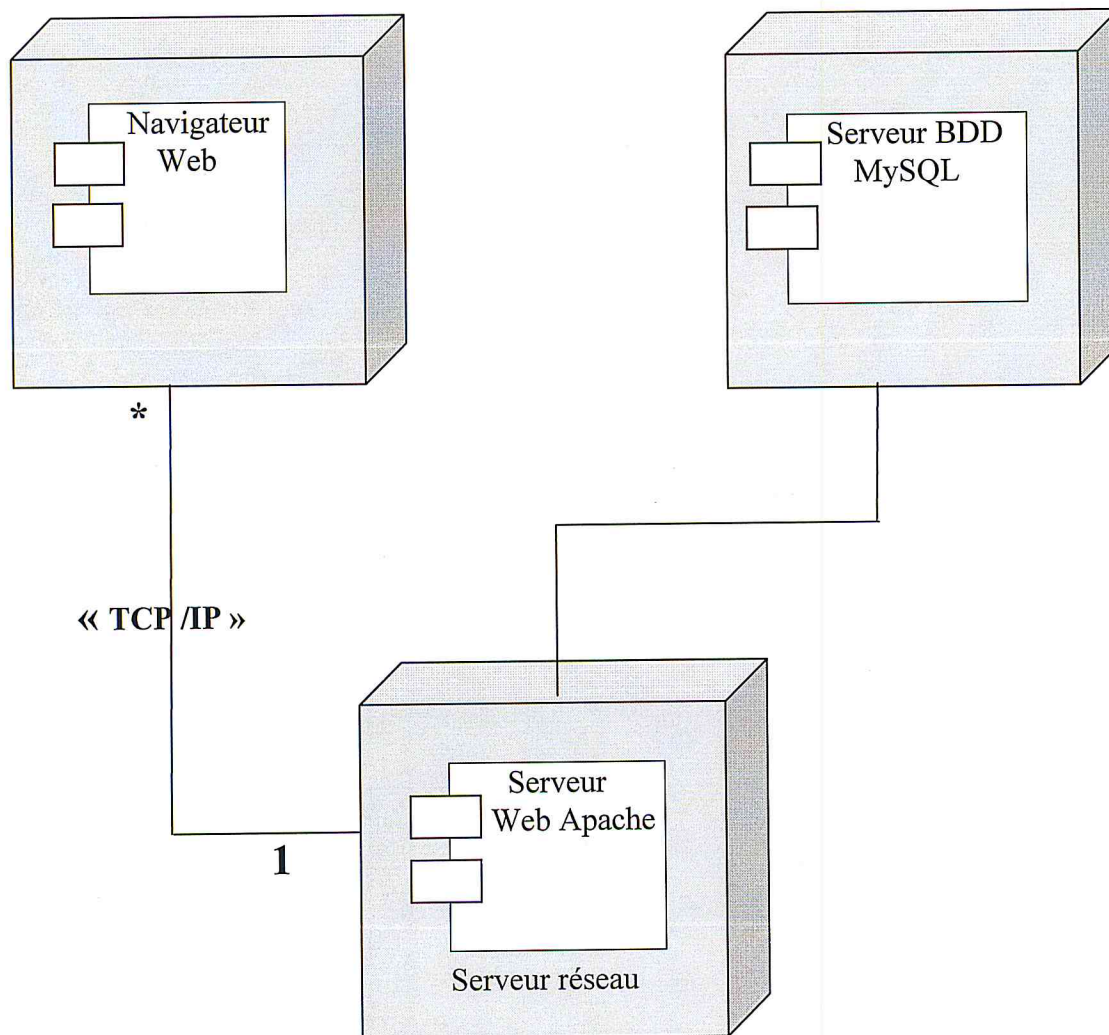 Navigateur
Web
Serveur BDD
MySQL
*
« TCP /IP »
1
Serveur
Web Apache
Serveur réseau